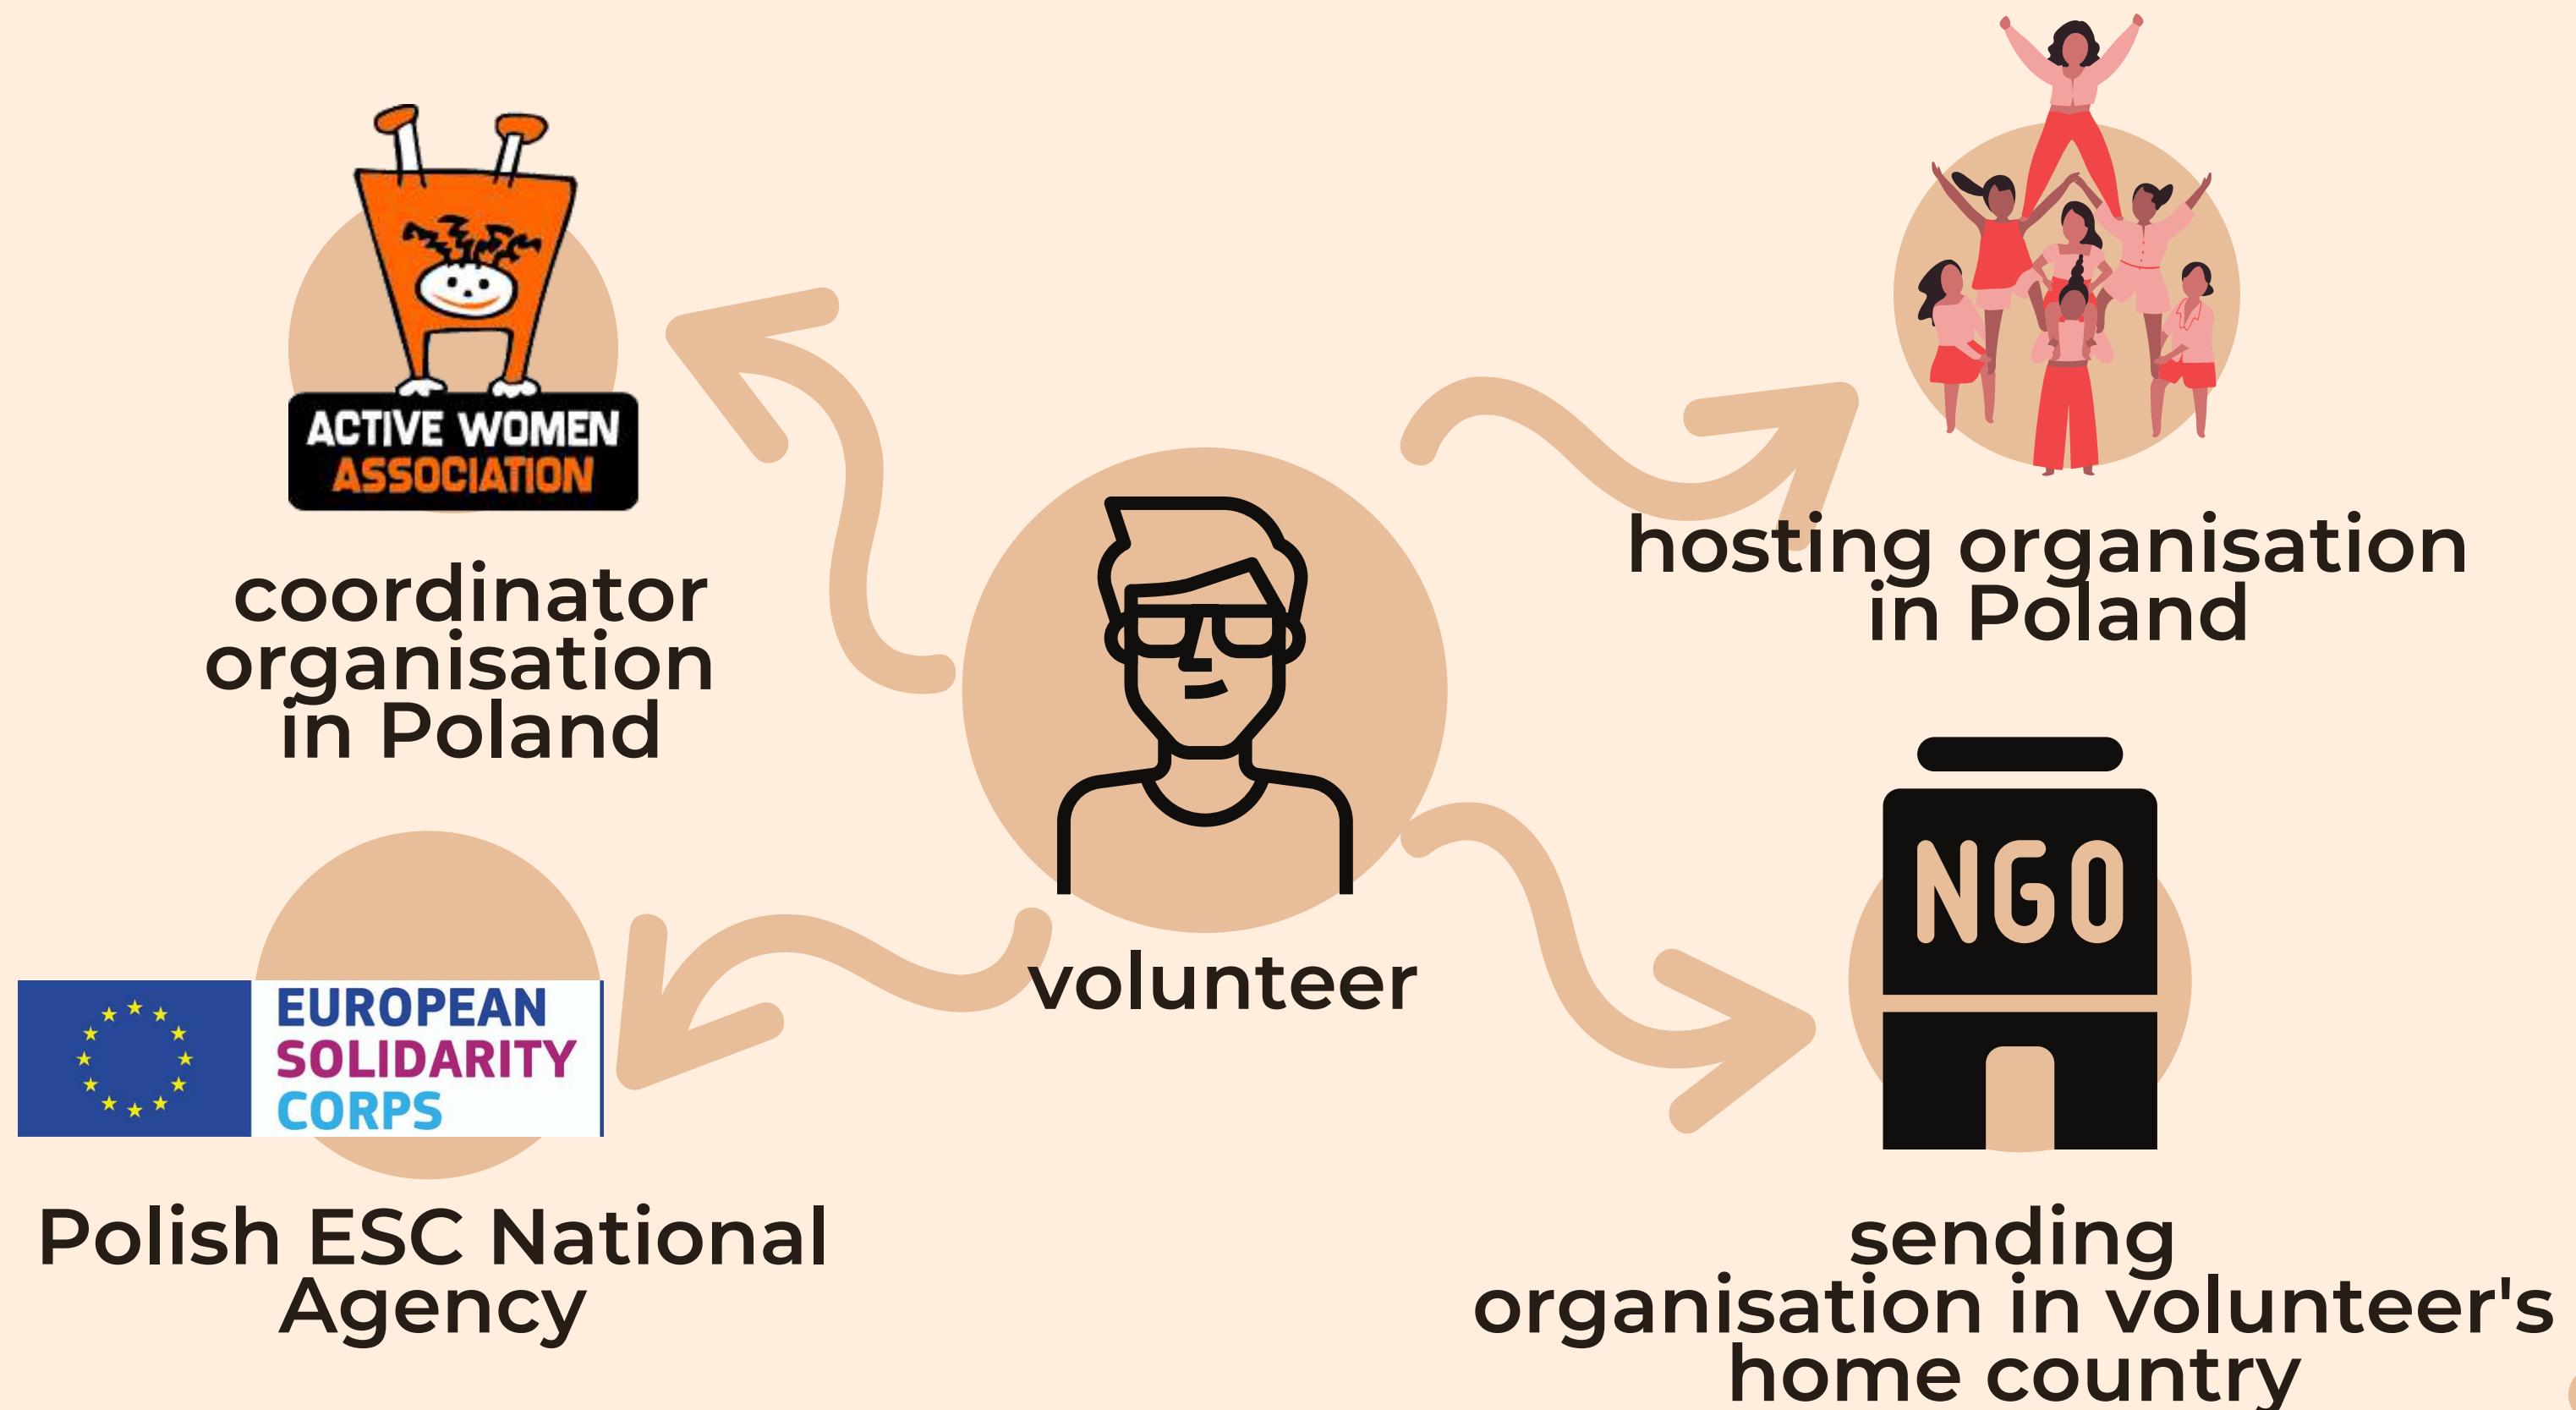 ACTIVE WOMEN
ASSOCIATION
coordinator
organisation
in Poland
hosting organisation
in Poland
volunteer
EUROPEAN
SOLIDARITY
CORPS
Polish ESC National
Agency
NGO
sending
organisation in volunteer's
home country